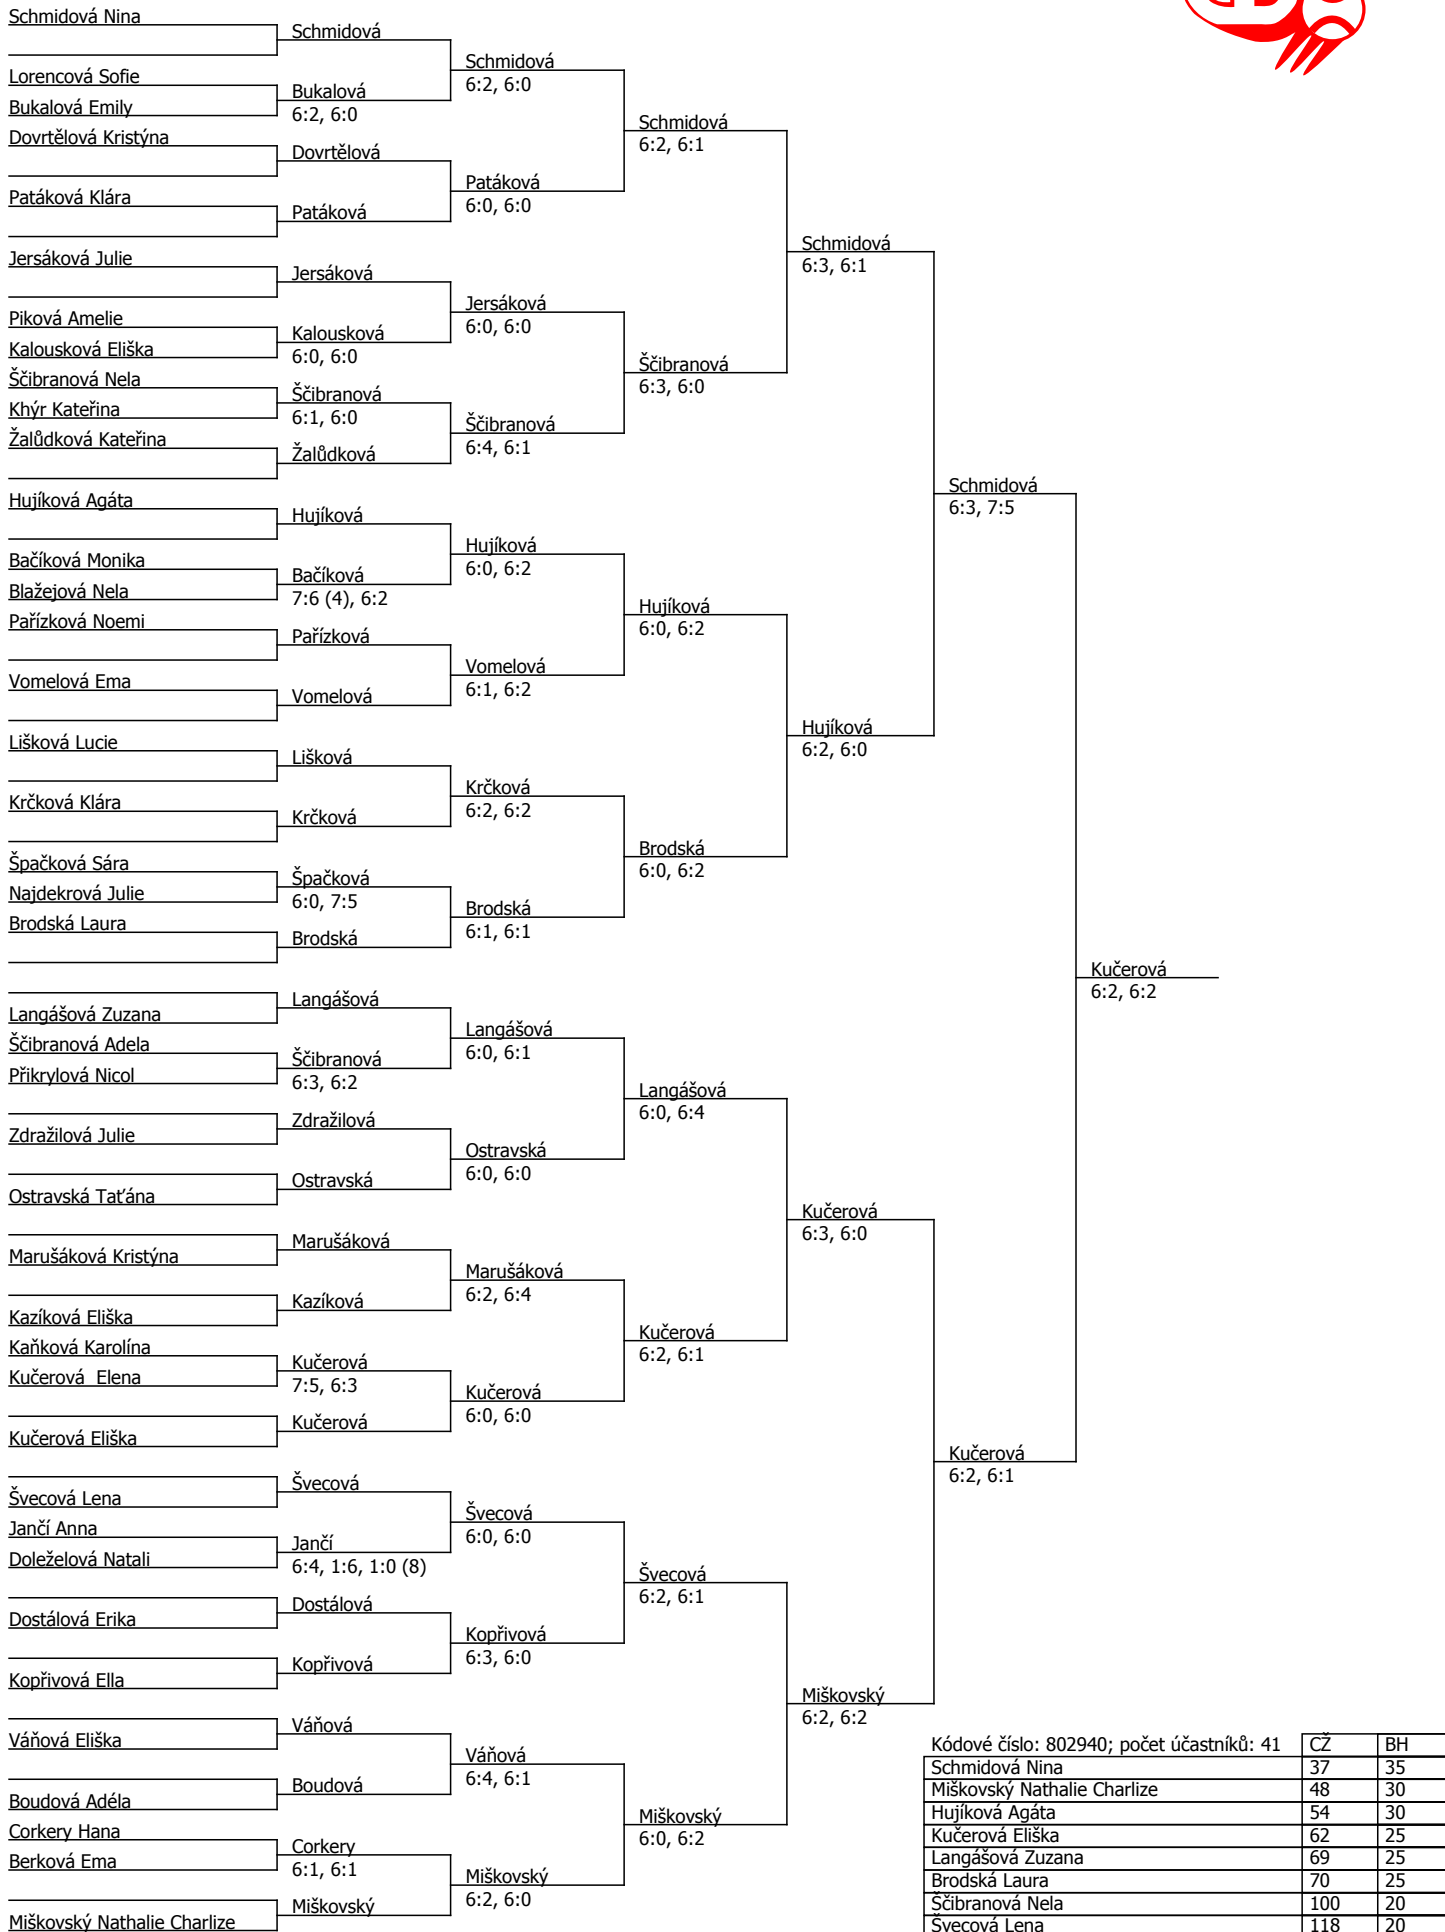 Schmidová Nina
Lorencová Sofie
Bukalová Emily
Dovrtělová Kristýna
Patáková Klára
Jersáková Julie
Piková Amelie
Kalousková Eliška
Ščibranová Nela
Khýr Kateřina
Žalůdková Kateřina
Hujíková Agáta
Bačíková Monika
Blažejová Nela
Pařízková Noemi
Vomelová Ema
Lišková Lucie
Krčková Klára
Špačková Sára
Najdekrová Julie
Brodská Laura
Langášová Zuzana
Ščibranová Adela
Přikrylová Nicol
Zdražilová Julie
Ostravská Taťána
Marušáková Kristýna
Kazíková Eliška
Kaňková Karolína
Kučerová  Elena
Kučerová Eliška
Švecová Lena
Jančí Anna
Doleželová Natali
Dostálová Erika
Kopřivová Ella
Váňová Eliška
Boudová Adéla
Corkery Hana
Berková Ema
Miškovský Nathalie Charlize
Schmidová
Bukalová
6:2, 6:0
Dovrtělová
Patáková
Jersáková
Kalousková
6:0, 6:0
Ščibranová
6:1, 6:0
Žalůdková
Hujíková
Bačíková
7:6 (4), 6:2
Pařízková
Vomelová
Lišková
Krčková
Špačková
6:0, 7:5
Brodská
Langášová
Ščibranová
6:3, 6:2
Zdražilová
Ostravská
Marušáková
Kazíková
Kučerová
7:5, 6:3
Kučerová
Švecová
Jančí
6:4, 1:6, 1:0 (8)
Dostálová
Kopřivová
Váňová
Boudová
Corkery
6:1, 6:1
Miškovský
Schmidová
6:2, 6:0
Patáková
6:0, 6:0
Jersáková
6:0, 6:0
Ščibranová
6:4, 6:1
Hujíková
6:0, 6:2
Vomelová
6:1, 6:2
Krčková
6:2, 6:2
Brodská
6:1, 6:1
Langášová
6:0, 6:1
Ostravská
6:0, 6:0
Marušáková
6:2, 6:4
Kučerová
6:0, 6:0
Švecová
6:0, 6:0
Kopřivová
6:3, 6:0
Váňová
6:4, 6:1
Miškovský
6:2, 6:0
Schmidová
6:2, 6:1
Ščibranová
6:3, 6:0
Hujíková
6:0, 6:2
Brodská
6:0, 6:2
Langášová
6:0, 6:4
Kučerová
6:2, 6:1
Švecová
6:2, 6:1
Miškovský
6:0, 6:2
Schmidová
6:3, 6:1
Hujíková
6:2, 6:0
Kučerová
6:3, 6:0
Miškovský
6:2, 6:2
Schmidová
6:3, 7:5
Kučerová
6:2, 6:1
Kučerová
6:2, 6:2
Kódové číslo: 802940; počet účastníků: 41 CŽ BH
Schmidová Nina 37 35
Miškovský Nathalie Charlize 48 30
Hujíková Agáta 54 30
Kučerová Eliška 62 25
Langášová Zuzana 69 25
Brodská Laura 70 25
Ščibranová Nela 100 20
Švecová Lena 118 20